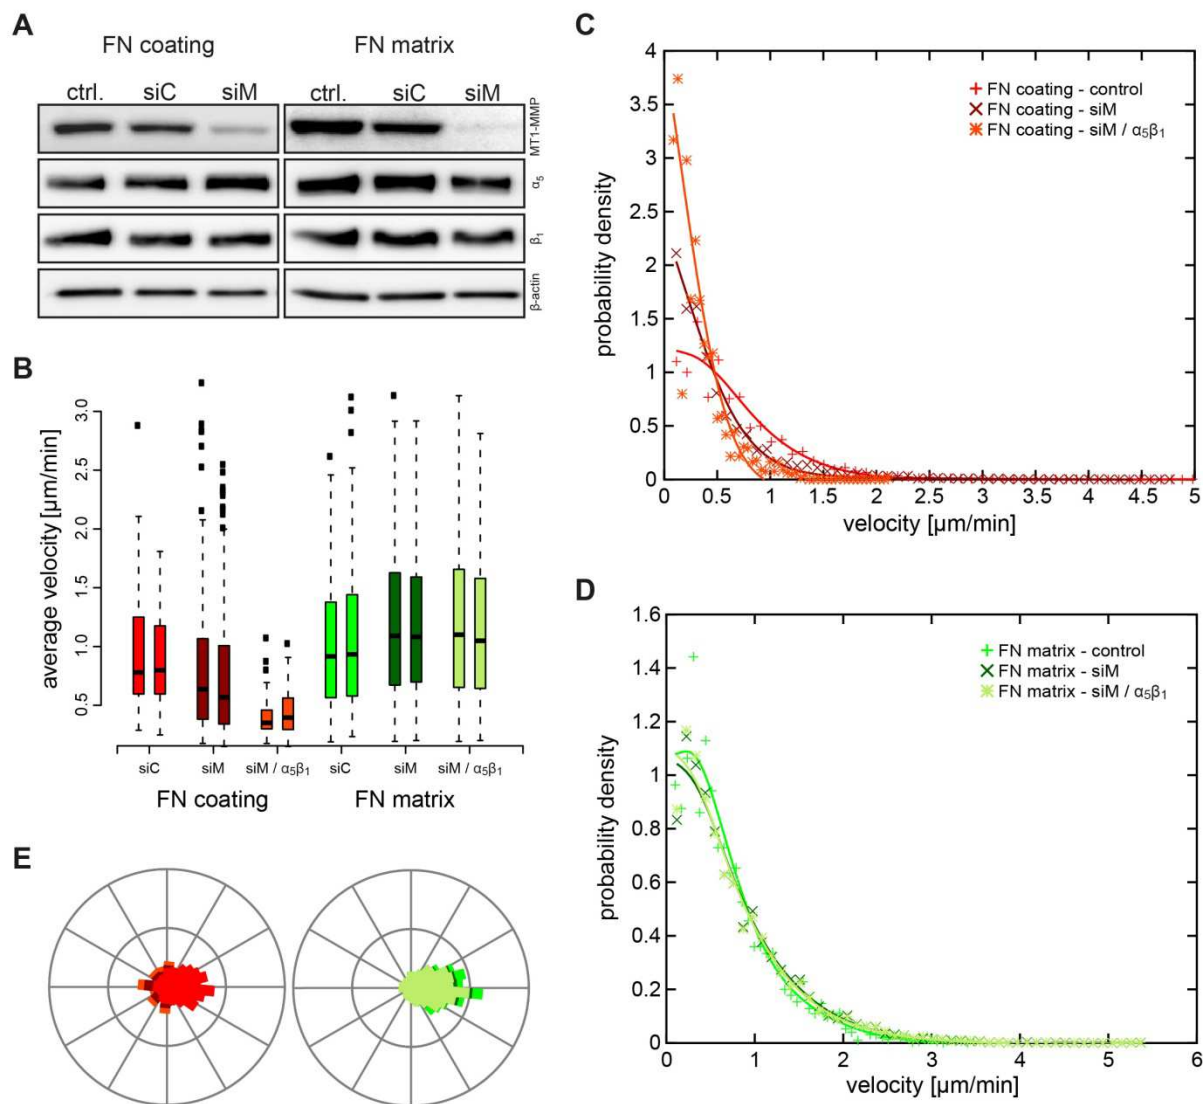 A
FN coating
FN matrix
ctrl.
siC
siM
ctrl.
siC
siM
MT1-MMP
α₅
β₁
β-actin
B
average velocity [µm/min]
3.0
2.5
2.0
1.5
1.0
0.5
siC
siM
siM / α₅β₁
siC
siM
siM / α₅β₁
FN coating
FN matrix
C
probability density
4
3.5
3
2.5
2
1.5
1
0.5
0
FN coating - control
FN coating - siM
FN coating - siM / α₅β₁
0
0.5
1
1.5
2
2.5
3
3.5
4
4.5
5
velocity [µm/min]
D
probability density
1.6
1.4
1.2
1
0.8
0.6
0.4
0.2
0
FN matrix - control
FN matrix - siM
FN matrix - siM / α₅β₁
1
2
3
4
5
6
velocity [µm/min]
E